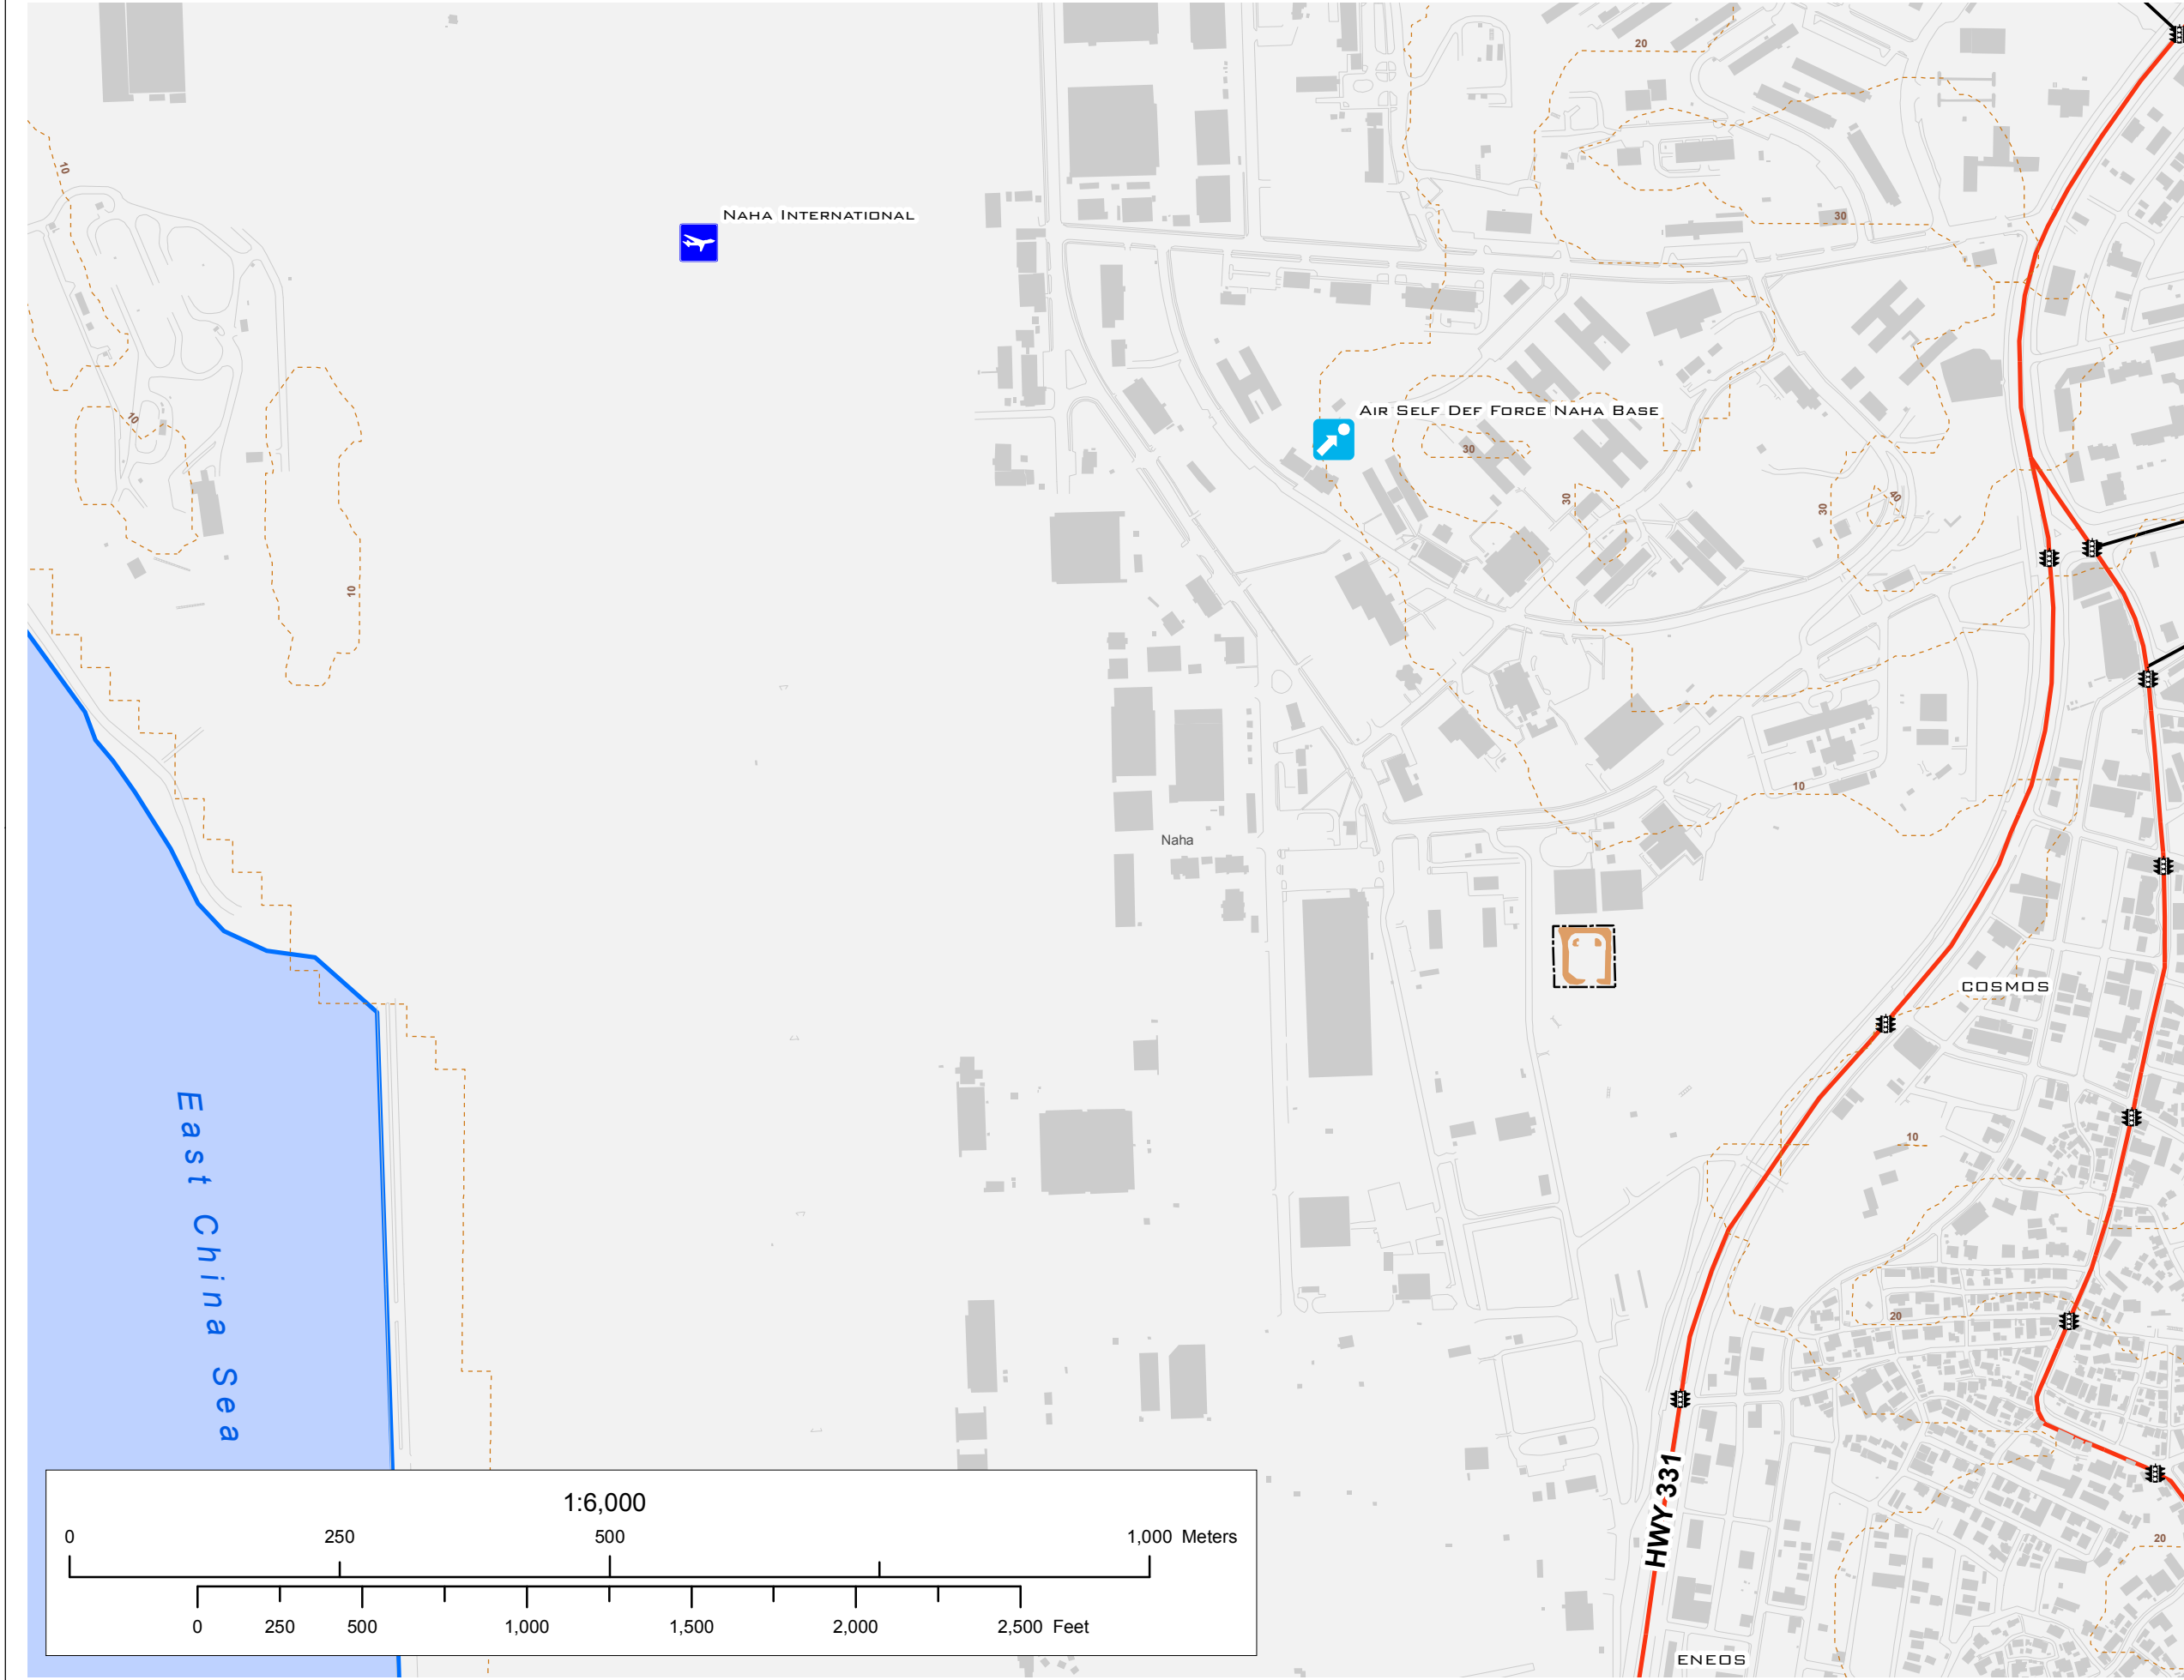 20
10
30
NAHA INTERNATIONAL
AIR SELF DEF FORCE NAHA BASE
10
30
30
30
40
10
10
Naha
COSMOS
East China Sea
10
20
HWY 331
20
ENEOS
1:6,000
0 250 500 1,000 Meters
0 250 500 1,000 1,500 2,000 2,500 Feet